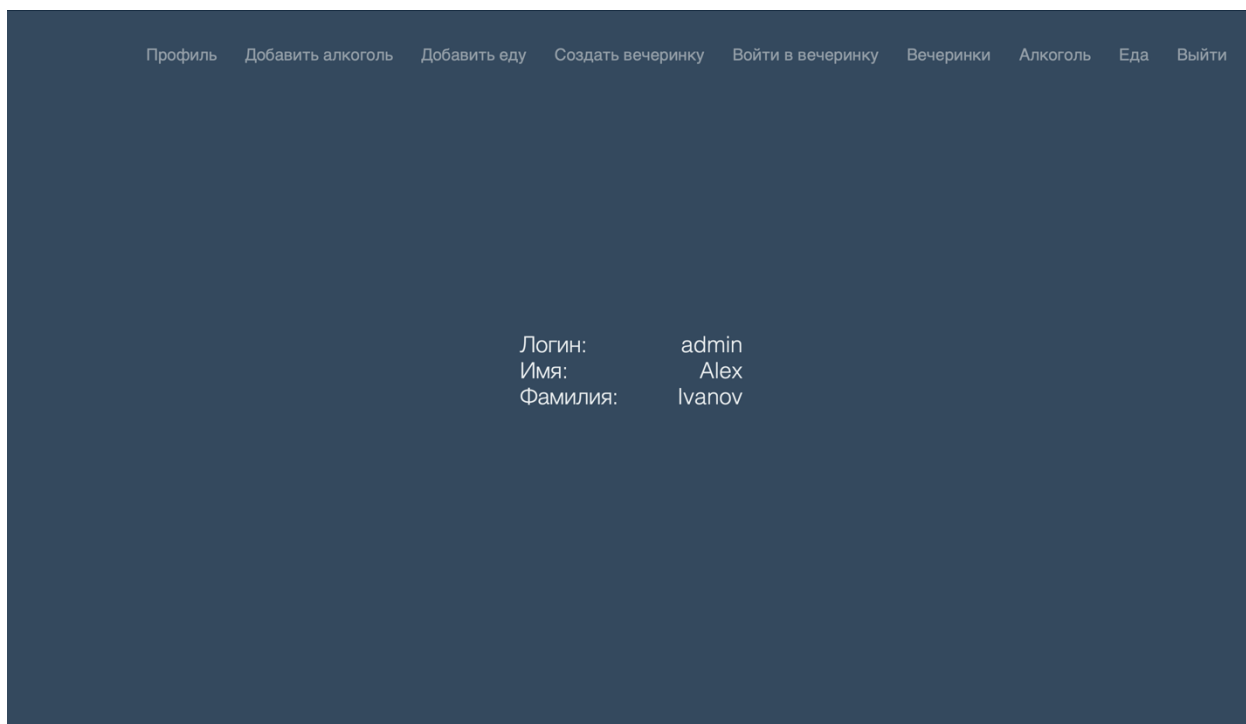 Профиль Добавить алкоголь Добавить еду Создать вечеринку Войти в вечеринку Вечеринки Алкоголь Еда Выйти
Логин: admin
Имя: Alex
Фамилия: Ivanov